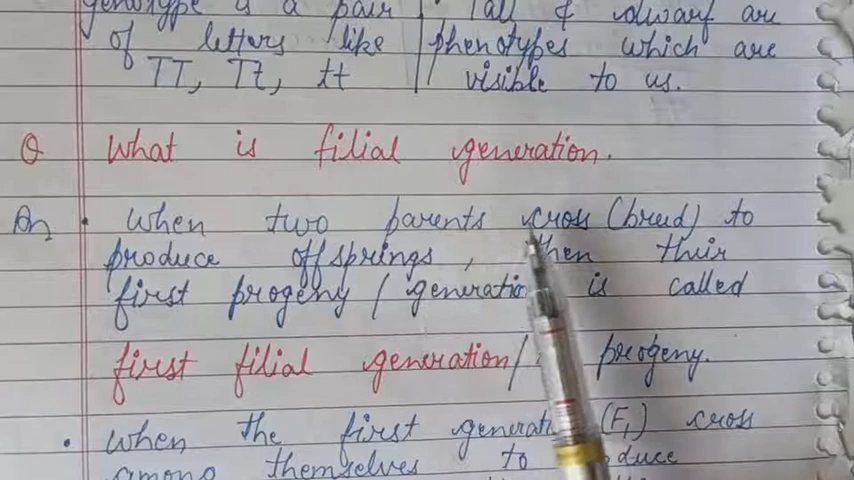 genotype is a pair
of letters like
TT, Tt, tt
Tall & dwarf are
phenotypes which are
visible to us.
Q What is filial generation.
An • when two parents cross (breed) to
produce offsprings, then their
first progeny / generation is called
first filial generation/ progeny.
• when the first generation (F1) cross
among themselves to produce